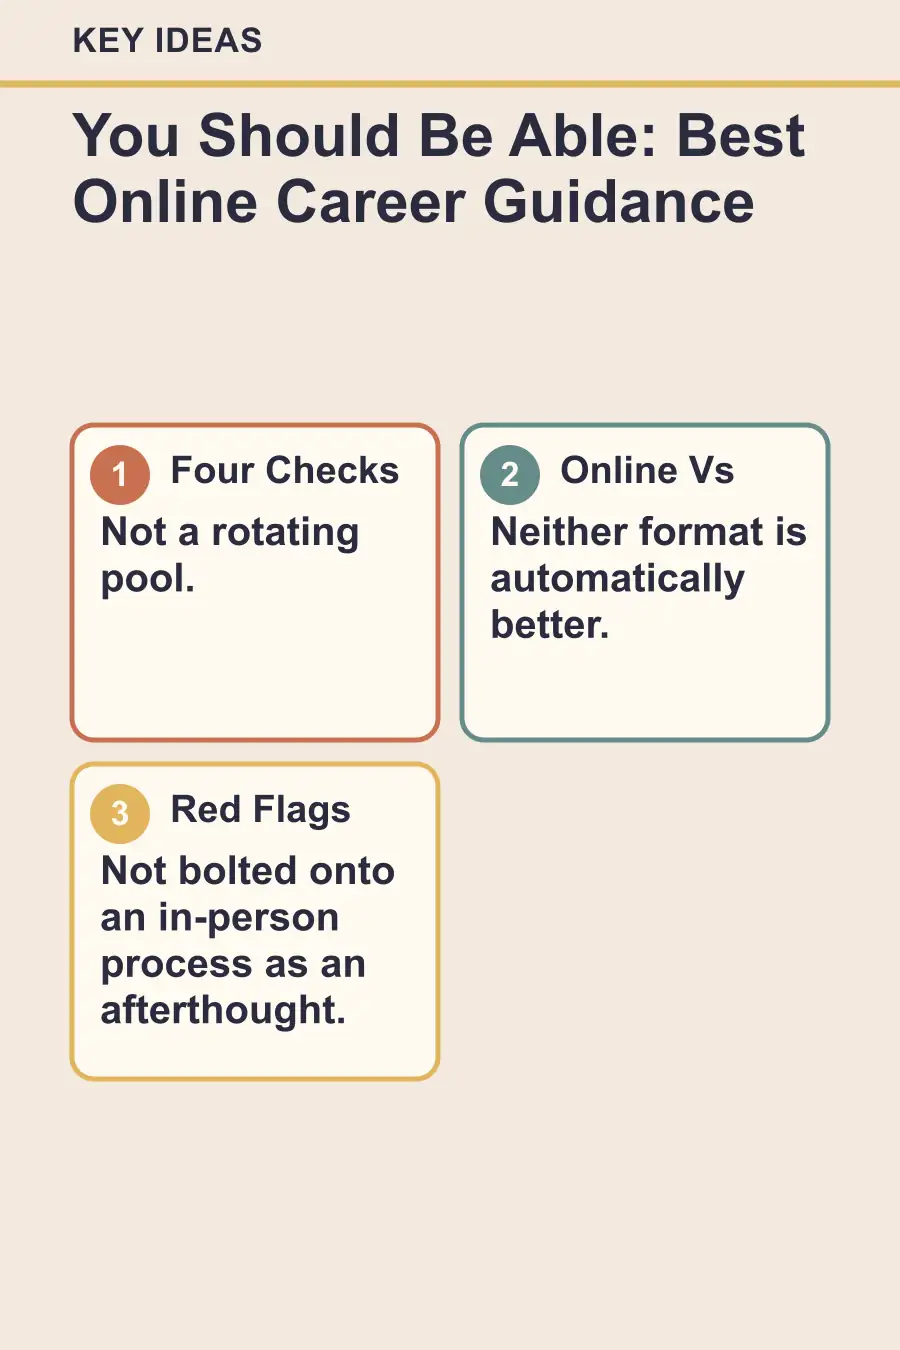 KEY IDEAS
You Should Be Able: Best
Online Career Guidance
1 Four Checks
Not a rotating
pool.
2 Online Vs
Neither format is
automatically
better.
3 Red Flags
Not bolted onto
an in-person
process as an
afterthought.